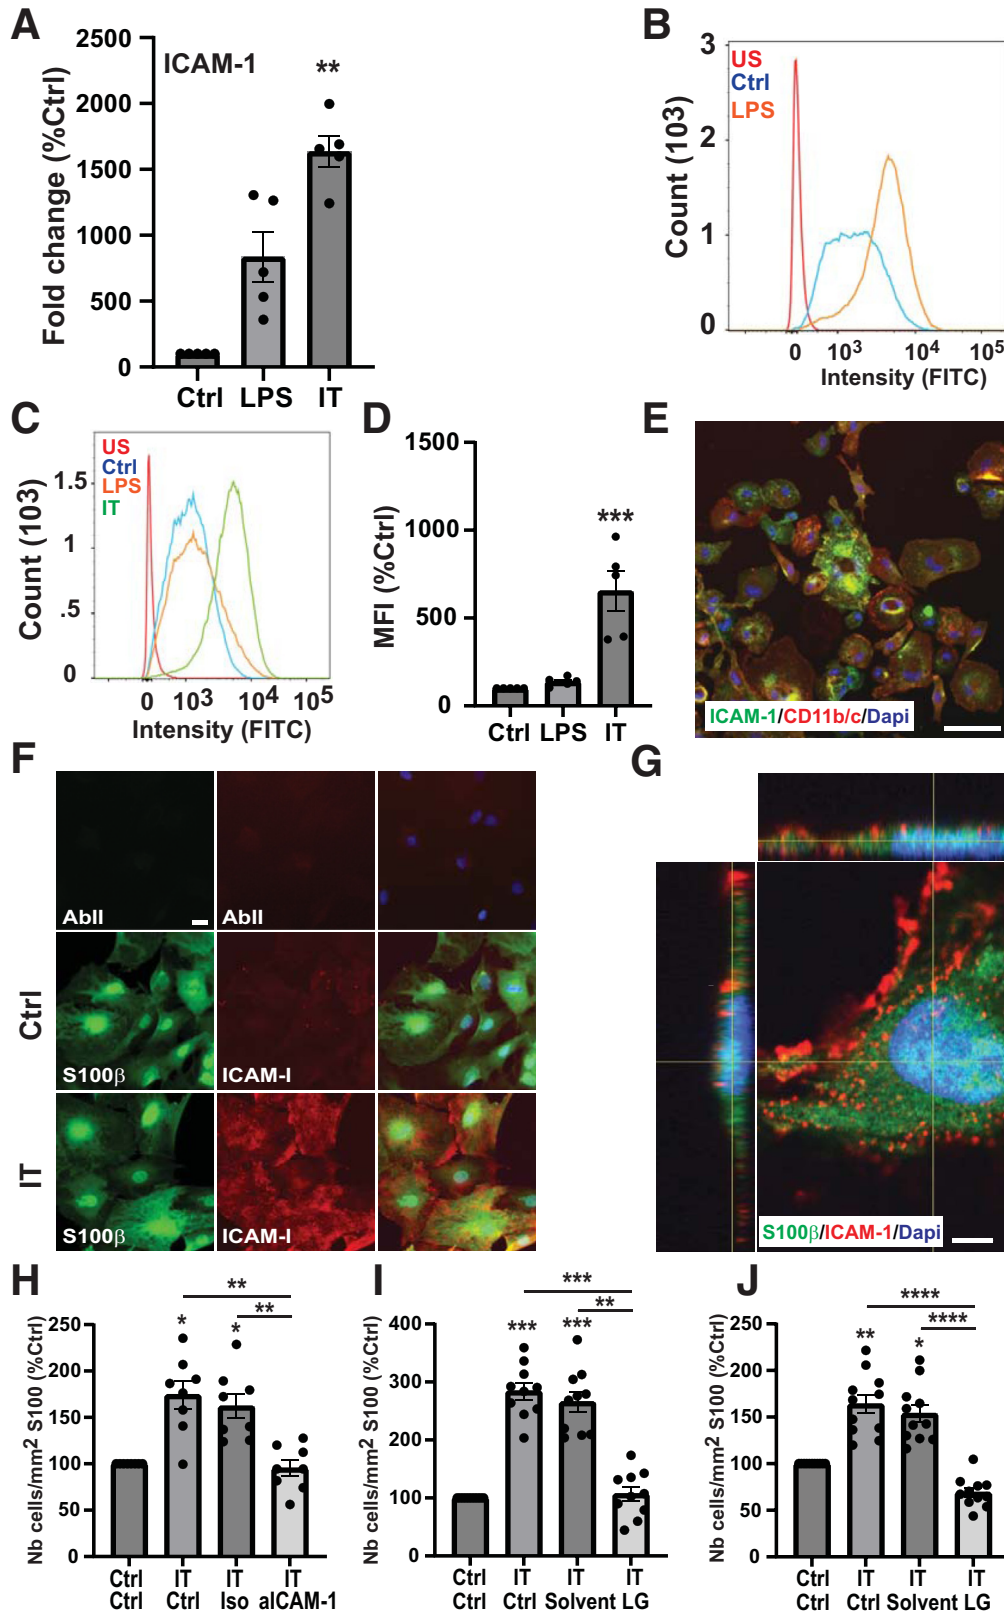 A
ICAM-1
**
Fold change (%Ctrl)
2500
2000
1500
1000
500
0
Ctrl LPS IT
B
US
Ctrl
LPS
Count (103)
3
2
1
0
0 10³ 10⁴ 10⁵
Intensity (FITC)
C
US
Ctrl
LPS
IT
Count (103)
1.5
1
.5
0
0 10³ 10⁴ 10⁵
Intensity (FITC)
D
***
MFI (%Ctrl)
1500
1000
500
0
Ctrl LPS IT
E
ICAM-1/CD11b/c/Dapi
F
AbII AbII
Ctrl
S100β ICAM-I
IT
S100β ICAM-I
G
S100β/ICAM-1/Dapi
H
**
**
* *
Nb cells/mm² S100 (%Ctrl)
250
200
150
100
50
0
Ctrl IT IT IT
Ctrl Ctrl Iso aICAM-1
I
***
**
*** ***
Nb cells/mm² S100 (%Ctrl)
400
300
200
100
0
Ctrl IT IT IT
Ctrl Ctrl Solvent LG
J
****
****
** *
Nb cells/mm² S100 (%Ctrl)
250
200
150
100
50
0
Ctrl IT IT IT
Ctrl Ctrl Solvent LG